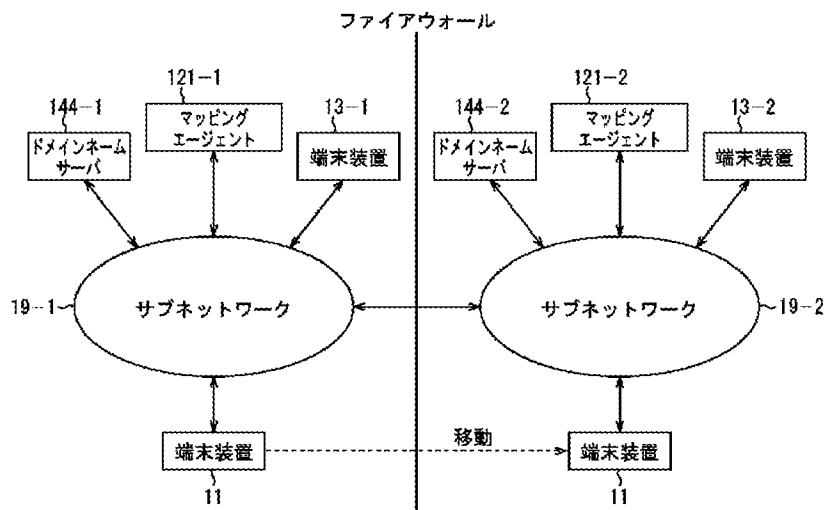 ファイアウォール
121-1
144-1
マッピング
エージェント
13-1
ドメインネーム
サーバ
端末装置
121-2
144-2
マッピング
エージェント
13-2
ドメインネーム
サーバ
端末装置
19-1
サブネットワーク
サブネットワーク
19-2
端末装置
移動
端末装置
11
11